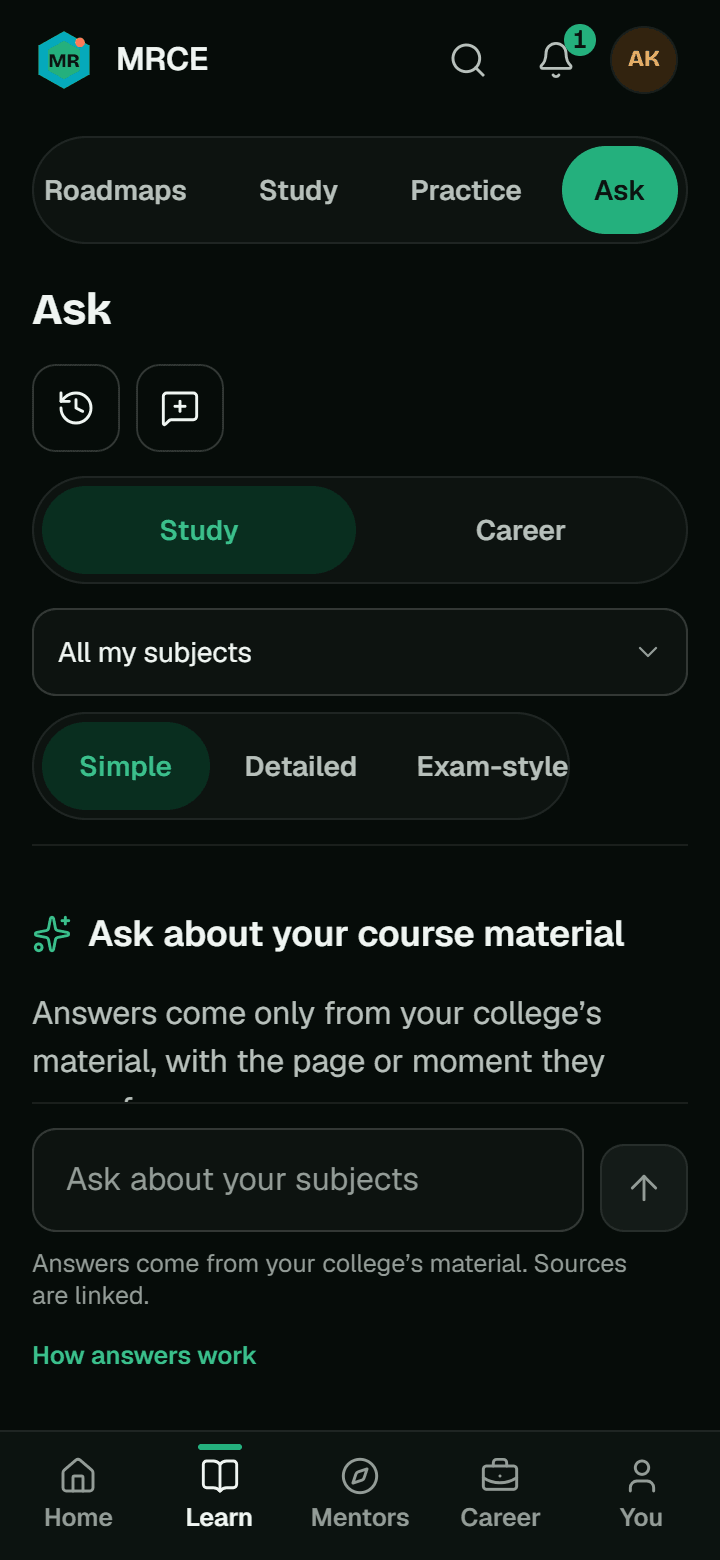 MR
MRCE
1
AK
Roadmaps
Study
Practice
Ask
Ask
Study
Career
All my subjects
Simple
Detailed
Exam-style
Ask about your course material
Answers come only from your college’s
material, with the page or moment they
Ask about your subjects
Answers come from your college’s material. Sources
are linked.
How answers work
Home
Learn
Mentors
Career
You